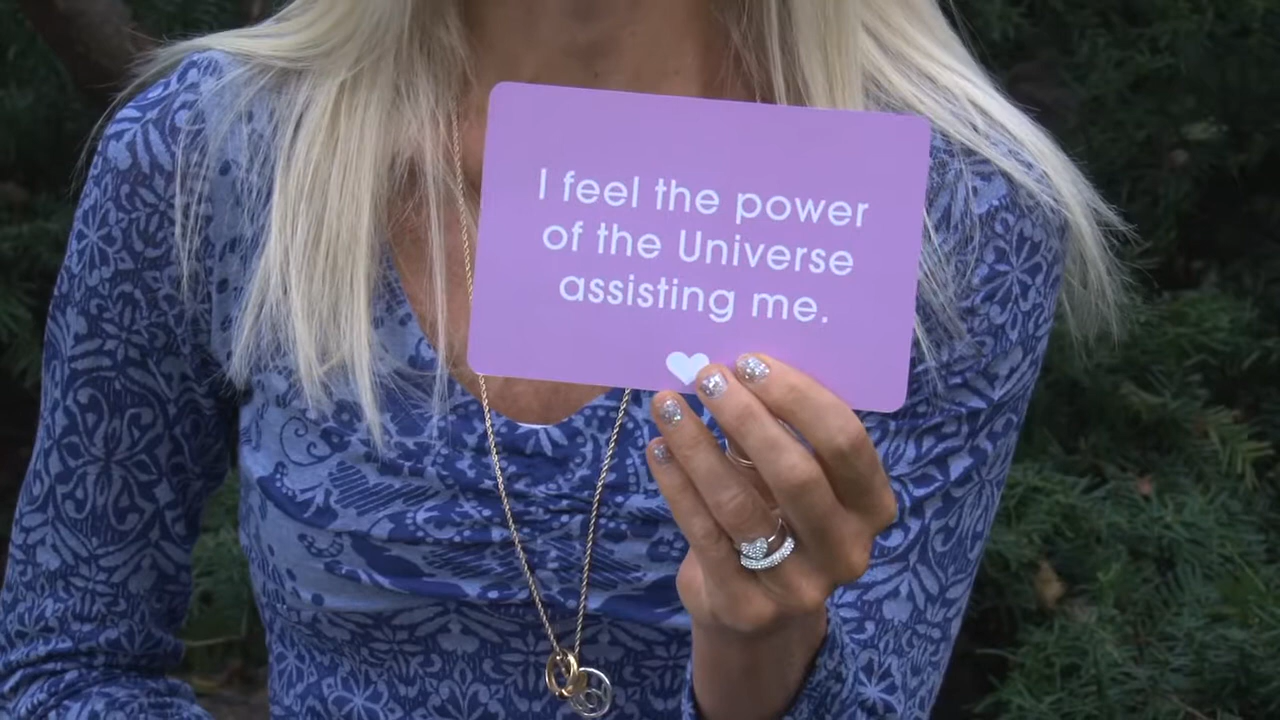 I feel the power
of the Universe
assisting me.